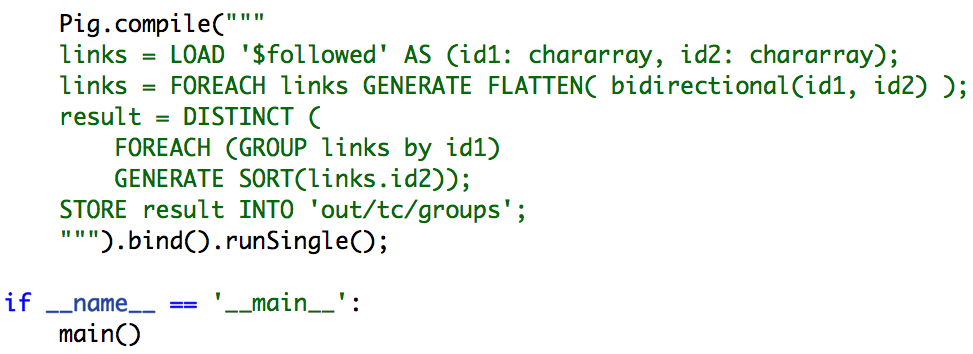 Pig.compile("""
links = LOAD '$followed' AS (id1: chararray, id2: chararray);
links = FOREACH links GENERATE FLATTEN( bidirectional(id1, id2) );
result = DISTINCT (
FOREACH (GROUP links by id1)
GENERATE SORT(links.id2));
STORE result INTO 'out/tc/groups';
""").bind().runSingle();
if __name__ == '__main__':
main()